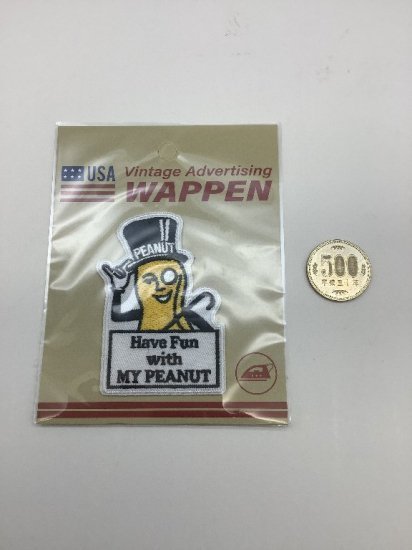 USA
Vintage Advertising
WAPPEN
PEANUT
Have Fun
with
MY PEANUT
500